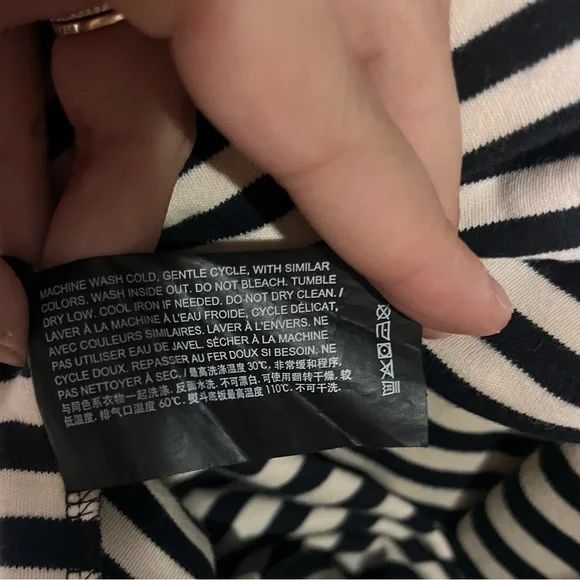 MACHINE WASH COLD, GENTLE CYCLE, WITH SIMILAR
COLORS. WASH INSIDE OUT. DO NOT BLEACH. TUMBLE
DRY LOW. COOL IRON IF NEEDED. DO NOT DRY CLEAN. /
LAVER À LA MACHINE À L'EAU FROIDE, CYCLE DÉLICAT,
AVEC COULEURS SIMILAIRES. LAVER À L'ENVERS. NE
PAS UTILISER EAU DE JAVEL. SÉCHER À LA MACHINE
CYCLE DOUX. REPASSER AU FER DOUX SI BESOIN. NE
PAS NETTOYER À SEC. / 最高洗涤温度 30℃, 非常缓和程序,
与同色系衣物一起洗涤. 反面水洗. 不可漂白. 可使用翻转干燥, 较
低温度. 排气口温度 60℃. 熨斗底板最高温度 110℃. 不可干洗.